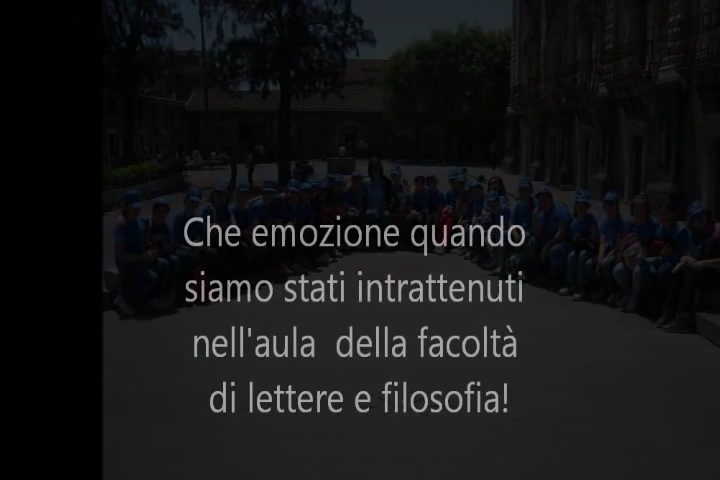 Che emozione quando
siamo stati intrattenuti
nell'aula della facoltà
di lettere e filosofia!